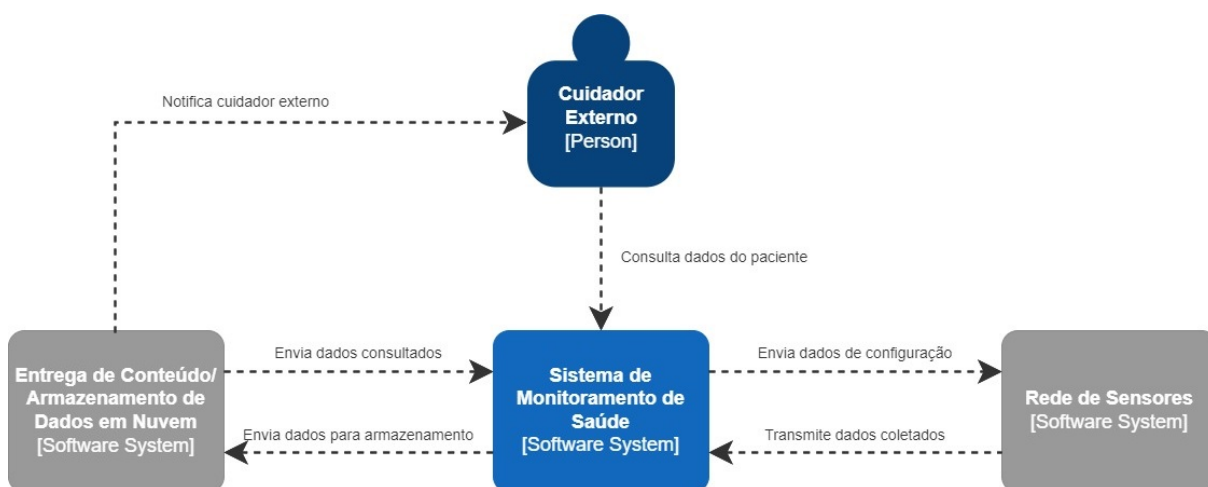 Cuidador
Externo
[Person]
Notifica cuidador externo
Consulta dados do paciente
Entrega de Conteúdo/
Armazenamento de
Dados em Nuvem
[Software System]
Envia dados consultados
Envia dados para armazenamento
Sistema de
Monitoramento de
Saúde
[Software System]
Envia dados de configuração
Transmite dados coletados
Rede de Sensores
[Software System]